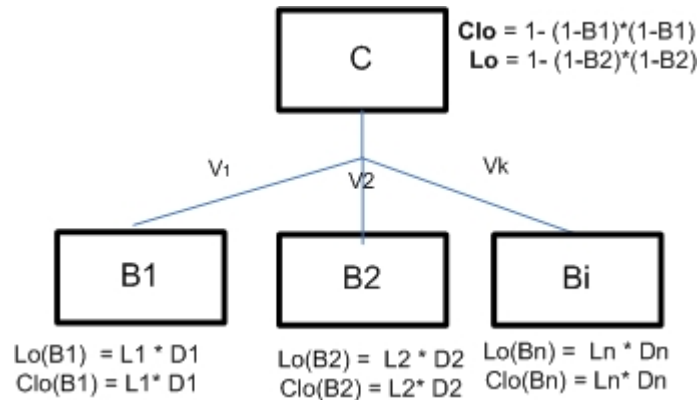 C
Clo = 1- (1-B1)*(1-B1)
Lo = 1- (1-B2)*(1-B2)
V1
V2
Vk
B1
B2
Bi
Lo(B1) = L1 * D1
Clo(B1) = L1* D1
Lo(B2) = L2 * D2
Clo(B2) = L2* D2
Lo(Bn) = Ln * Dn
Clo(Bn) = Ln* Dn